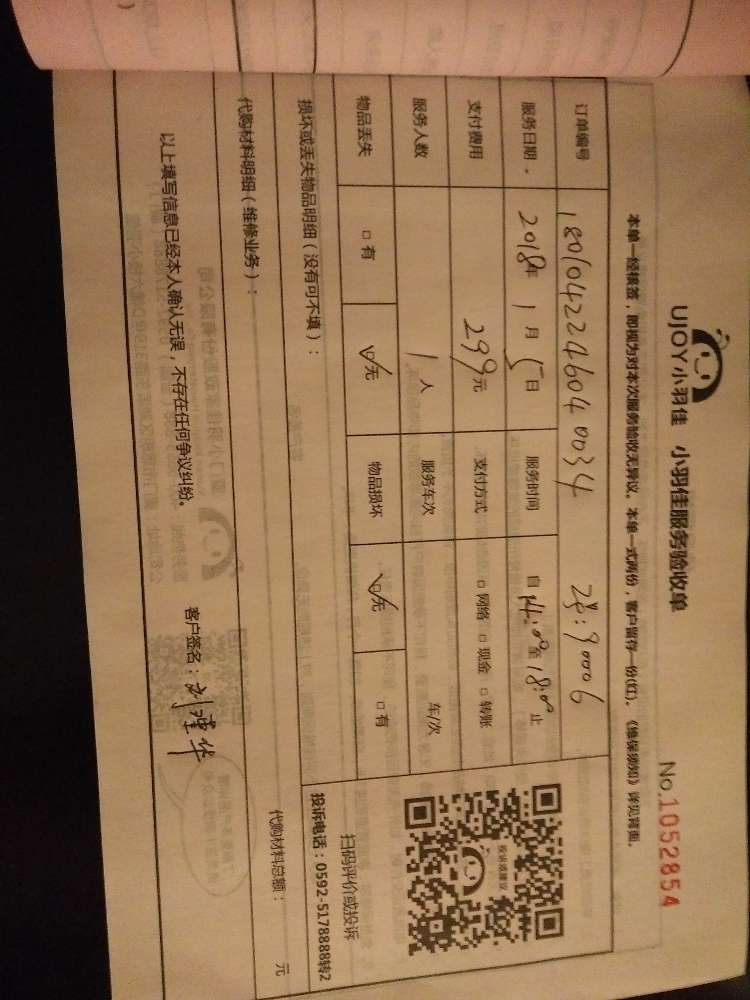 UJOY小羽佳 小羽佳服务验收单
No.1052854
本单一经核签，即视为对本次服务验收无异议。本单一式两份，客户留存一份(红)。《维保须知》详见背面。
订单编号 1801042246040034
服务日期 2018年1月5日 服务时间 自14:00至18:00止
支付费用 299元 支付方式 □网络 □现金 □转账
服务人数 1人 服务车次 车/次
物品丢失 □有 ☑无 物品损坏 ☑无 □有
损坏或丢失物品明细（没有可不填）：
投诉或建议
扫码评价或投诉
投诉电话：0592-5178888转2
代购材料明细（维修业务）：
代购材料总额： 元
以上填写信息已经本人确认无误，不存在任何争议纠纷。
客户签名：刘建华